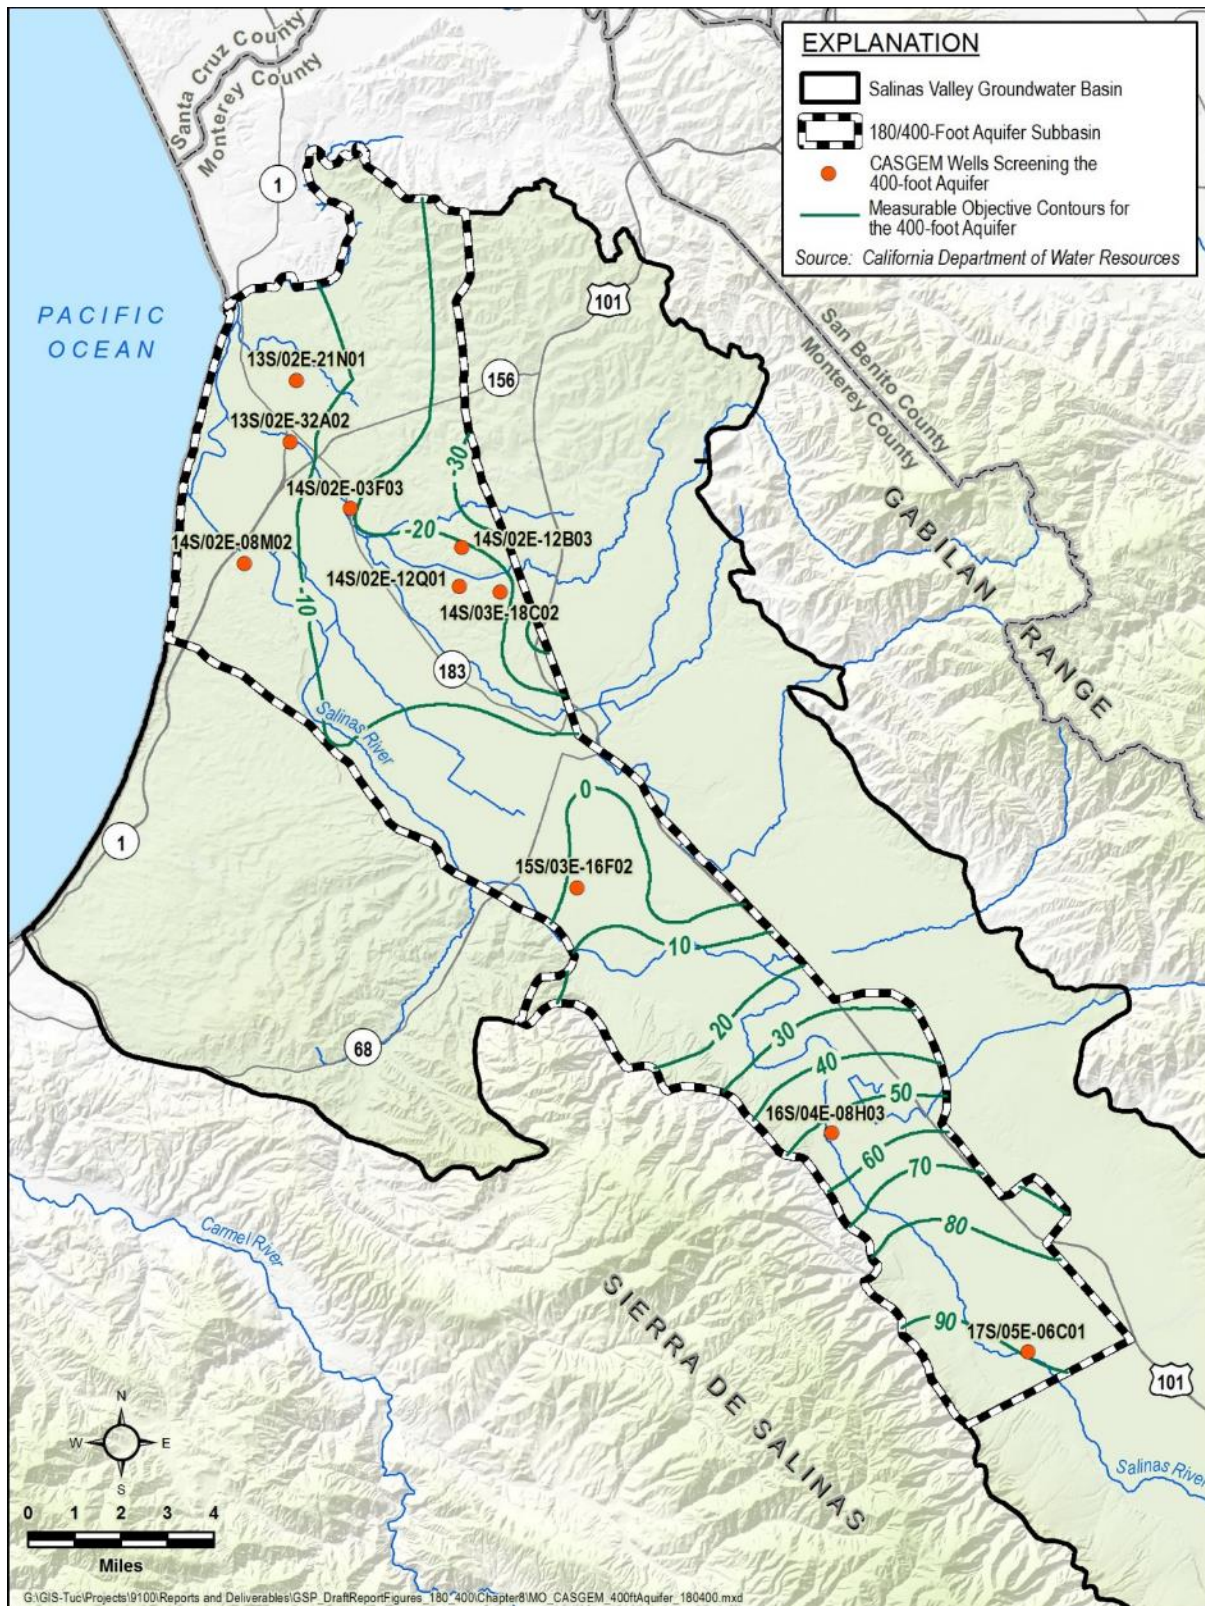 EXPLANATION
Salinas Valley Groundwater Basin
180/400-Foot Aquifer Subbasin
CASGEM Wells Screening the
400-foot Aquifer
Measurable Objective Contours for
the 400-foot Aquifer
Source: California Department of Water Resources
Santa Cruz County
Monterey County
1
101
PACIFIC
OCEAN
San Benito County
Monterey County
13S/02E-21N01
156
13S/02E-32A02
-30
14S/02E-03F03
GABILAN
RANGE
-20
14S/02E-12B03
14S/02E-08M02
14S/02E-12Q01
-10
14S/03E-18C02
183
Salinas River
0
1
15S/03E-16F02
10
20
30
68
40
50
16S/04E-08H03
60
70
80
Carmel River
SIERRA DE SALINAS
90
17S/05E-06C01
101
Salinas River
N
W
E
S
0 1 2 3 4
Miles
G:\GIS-Tuc\Projects\9100\Reports and Deliverables\GSP_DraftReportFigures_180_400\Chapter8\MO_CASGEM_400ftAquifer_180400.mxd